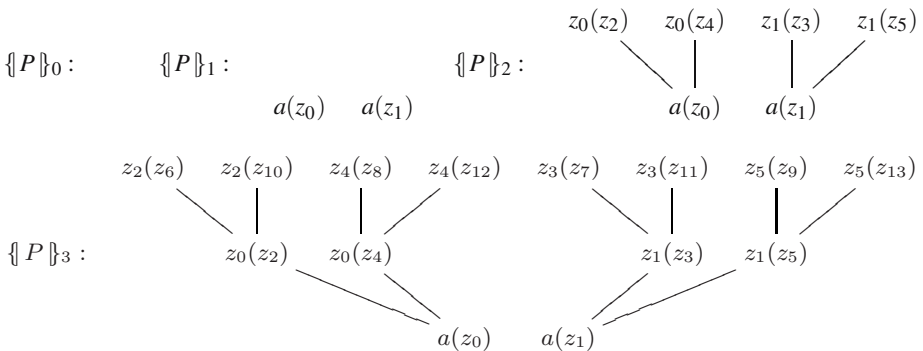 z₀(z₂) z₀(z₄) z₁(z₃) z₁(z₅)
{[P]}₀ : {[P]}₁ : {[P]}₂ :
a(z₀) a(z₁) a(z₀) a(z₁)
z₂(z₆) z₂(z₁₀) z₄(z₈) z₄(z₁₂) z₃(z₇) z₃(z₁₁) z₅(z₉) z₅(z₁₃)
{[ P ]}₃ : z₀(z₂) z₀(z₄) z₁(z₃) z₁(z₅)
a(z₀) a(z₁)